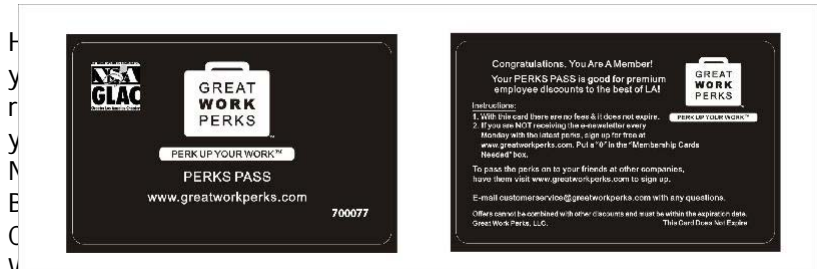 H
y
r
y
N
B
C
W
NSA
GLAC
GREAT
WORK
PERKS
PERK UP YOUR WORK™
PERKS PASS
www.greatworkperks.com
700077
Congratulations. You Are A Member!
Your PERKS PASS is good for premium
employee discounts to the best of LA!
GREAT
WORK
PERKS
PERK UP YOUR WORK™
Instructions:
1. With this card there are no fees & it does not expire.
2. If you are NOT receiving the e-newsletter every
Monday with the latest perks, sign up for free at
www.greatworkperks.com. Put a "0" in the "Membership Cards
Needed" box.
To pass the perks on to your friends at other companies,
have them visit www.greatworkperks.com to sign up.
E-mail customerservice@greatworkperks.com with any questions.
Offers cannot be combined with other discounts and must be within the expiration date.
Great Work Perks, LLC. This Card Does Not Expire